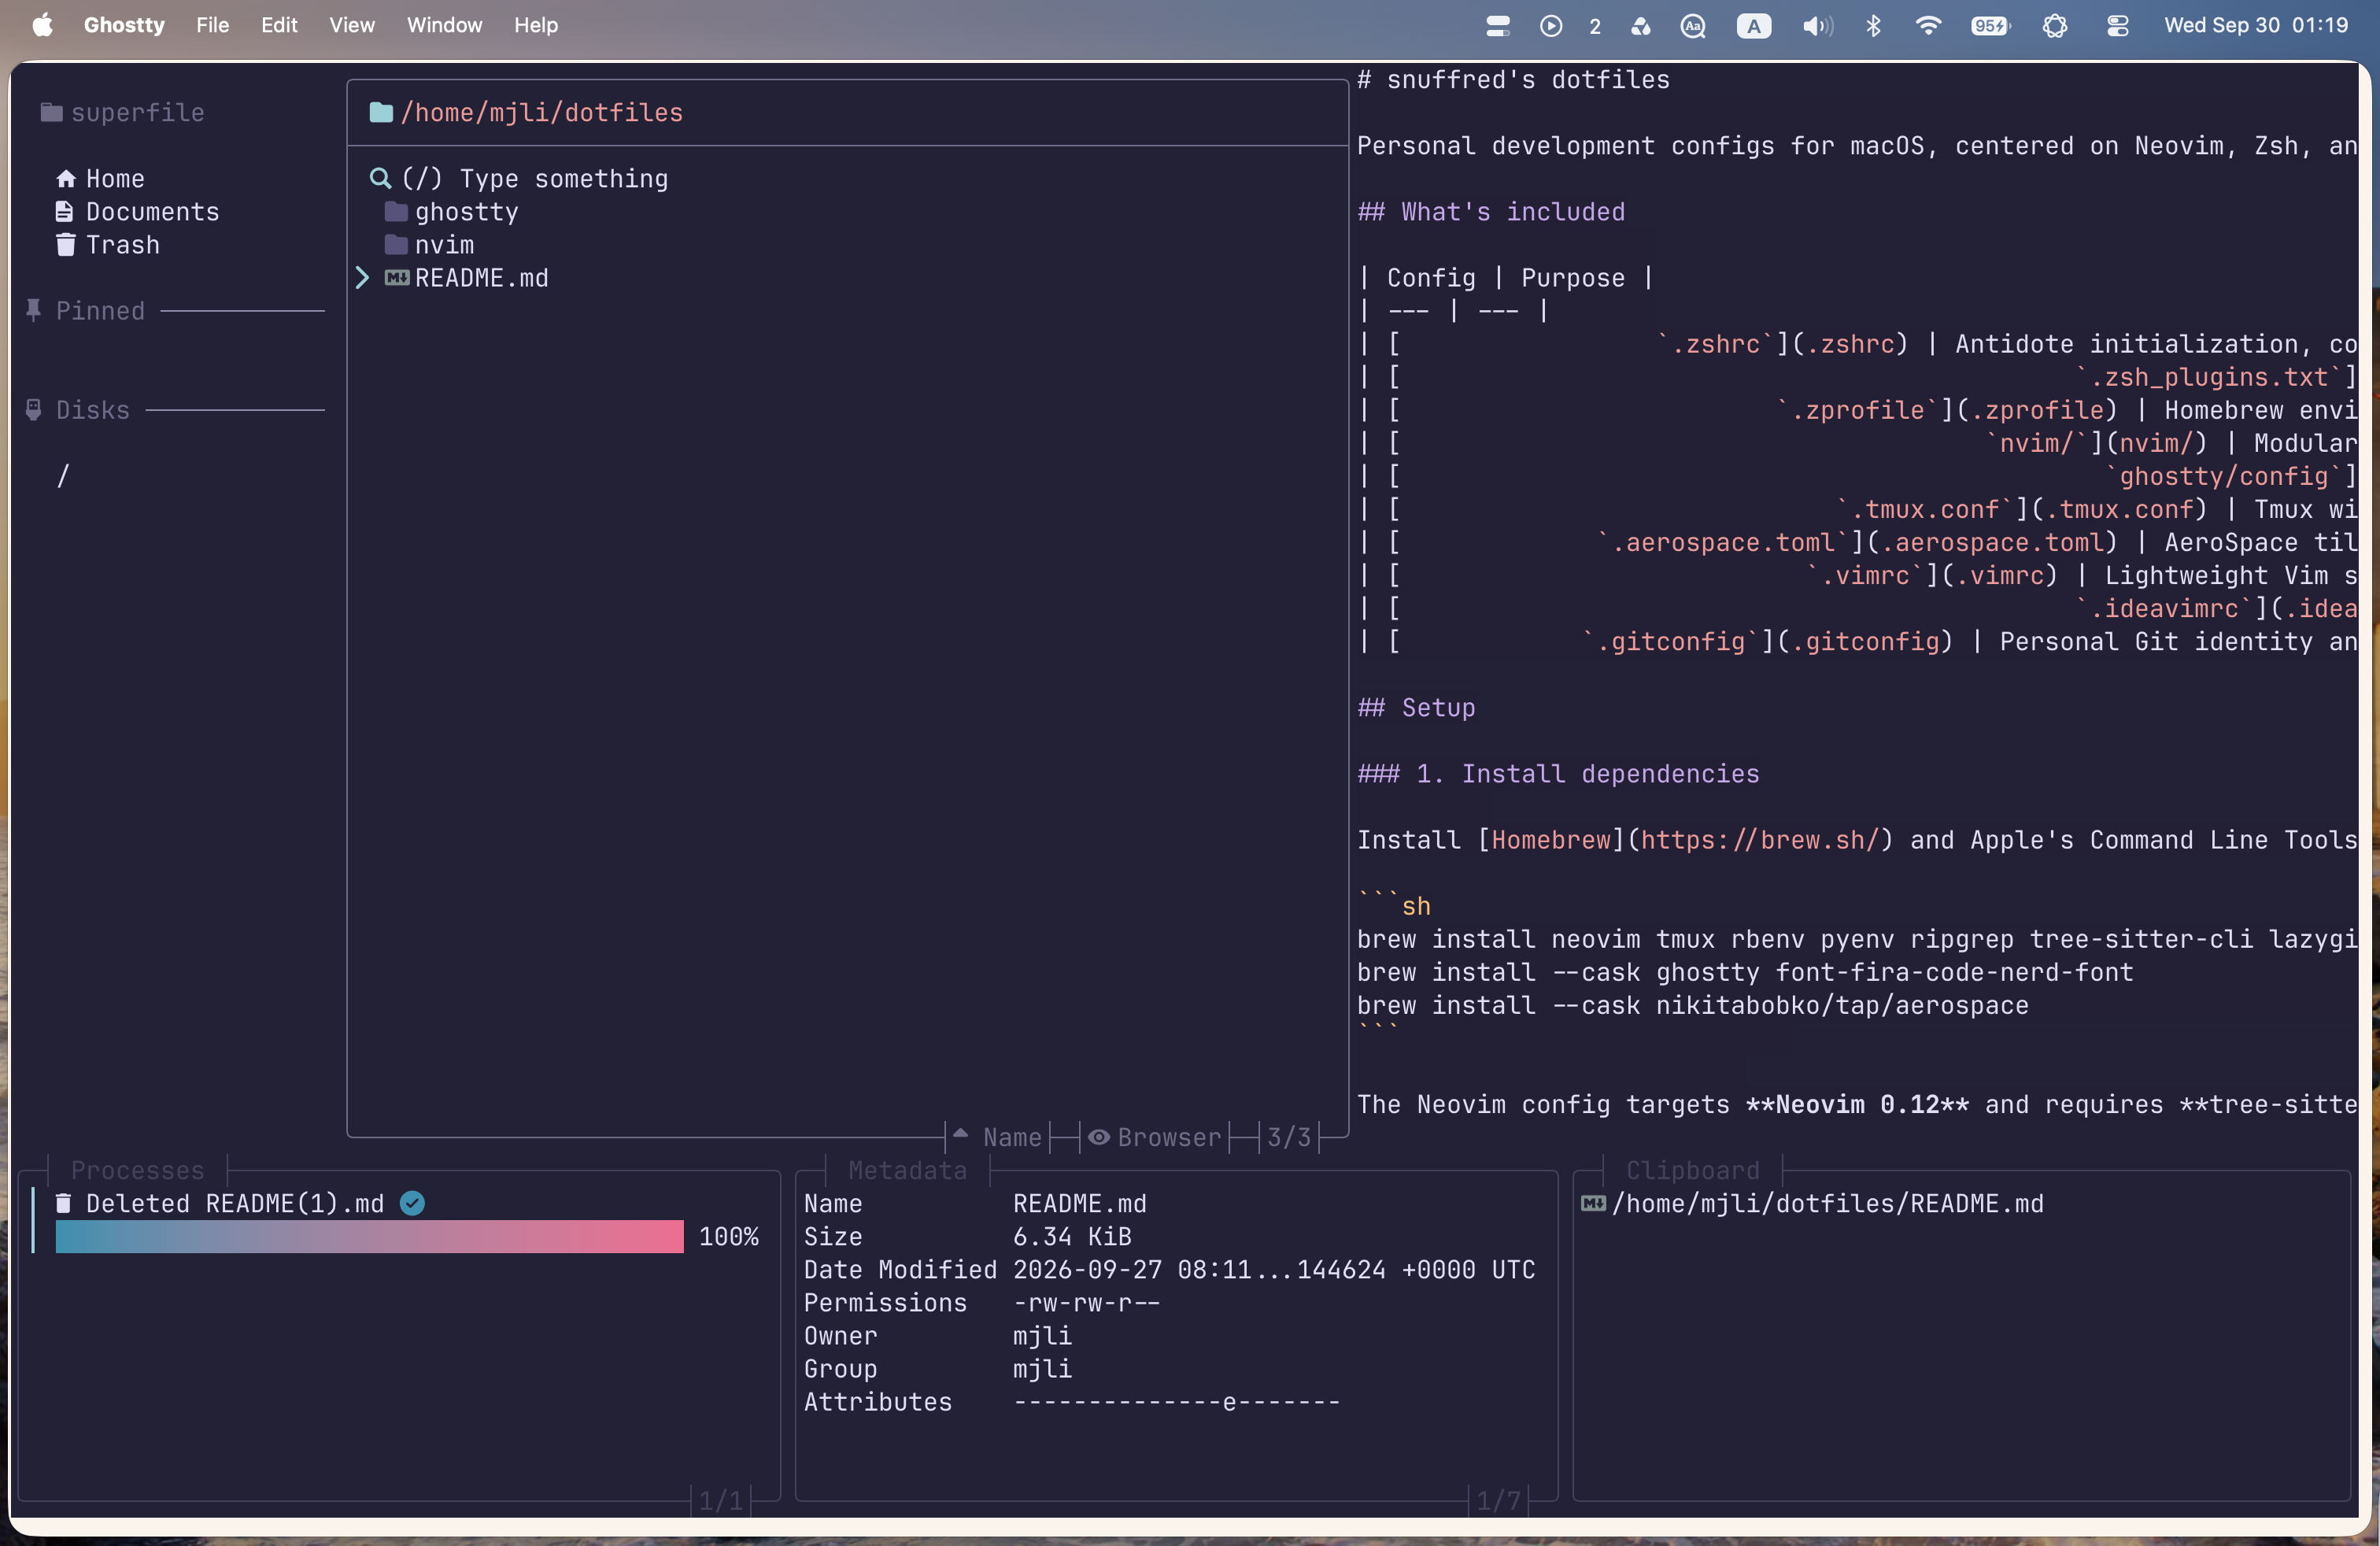 Ghostty File Edit View Window Help 2 Aa A 95 Wed Sep 30 01:19
superfile
Home
Documents
Trash
Pinned
Disks
/
/home/mjli/dotfiles
(/) Type something
ghostty
nvim
README.md
Name Browser 3/3
# snuffred's dotfiles
Personal development configs for macOS, centered on Neovim, Zsh, an
## What's included
| Config | Purpose |
| --- | --- |
| [ `.zshrc`](.zshrc) | Antidote initialization, co
| [ `.zsh_plugins.txt`]
| [ `.zprofile`](.zprofile) | Homebrew envi
| [ `nvim/`](nvim/) | Modular
| [ `ghostty/config`]
| [ `.tmux.conf`](.tmux.conf) | Tmux wi
| [ `.aerospace.toml`](.aerospace.toml) | AeroSpace til
| [ `.vimrc`](.vimrc) | Lightweight Vim s
| [ `.ideavimrc`](.idea
| [ `.gitconfig`](.gitconfig) | Personal Git identity an
## Setup
### 1. Install dependencies
Install [Homebrew](https://brew.sh/) and Apple's Command Line Tools
```sh
brew install neovim tmux rbenv pyenv ripgrep tree-sitter-cli lazygi
brew install --cask ghostty font-fira-code-nerd-font
brew install --cask nikitabobko/tap/aerospace
```
The Neovim config targets **Neovim 0.12** and requires **tree-sitte
Processes
Deleted README(1).md
100%
1/1
Metadata
Name README.md
Size 6.34 KiB
Date Modified 2026-09-27 08:11...144624 +0000 UTC
Permissions -rw-rw-r--
Owner mjli
Group mjli
Attributes --------------e-------
1/7
Clipboard
/home/mjli/dotfiles/README.md